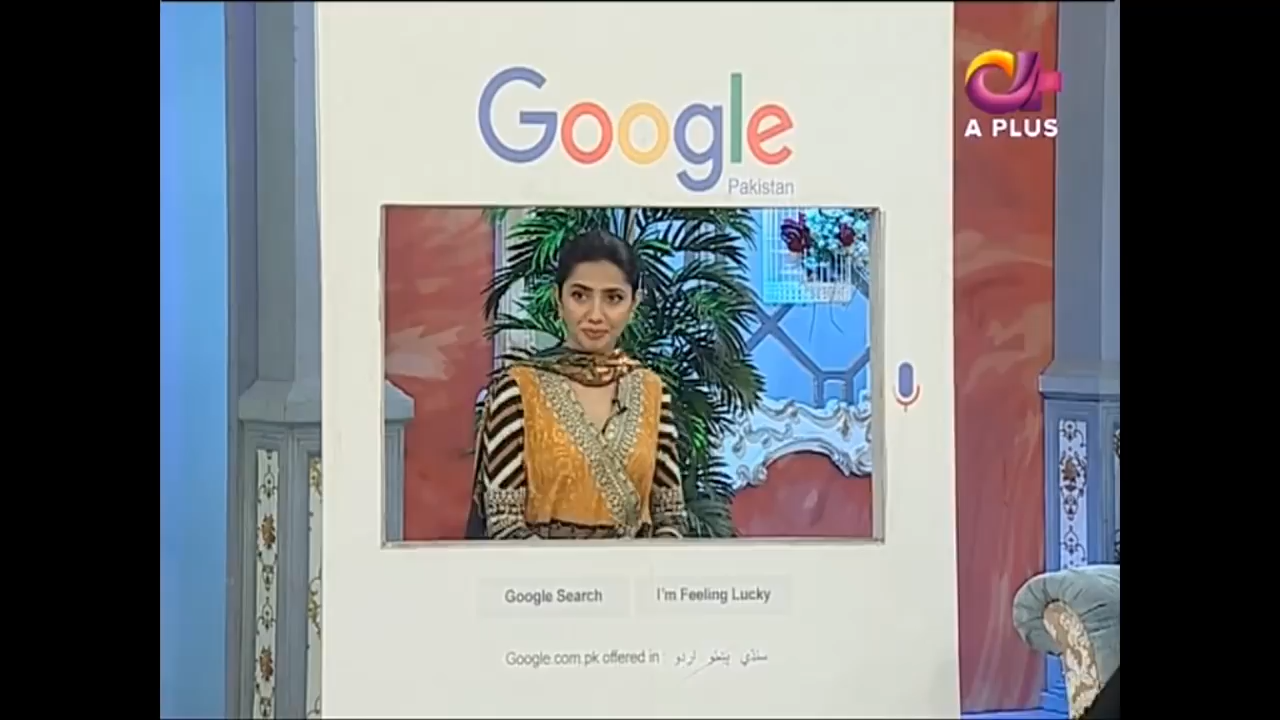 Google
Pakistan
A PLUS
Google Search
I'm Feeling Lucky
Google.com.pk offered in سنڌي پښتو اردو